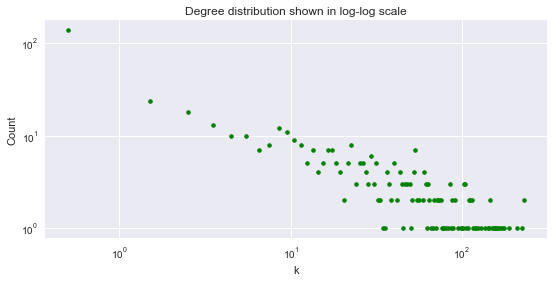 Degree distribution shown in log-log scale
10²
10¹
10⁰
Count
10⁰ 10¹ 10²
k